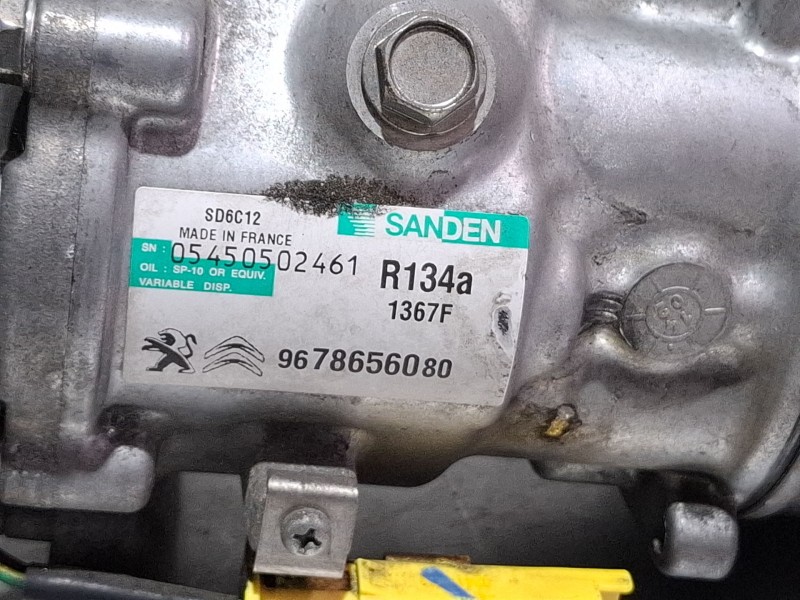 SD6C12
MADE IN FRANCE
SANDEN
SN : 05450502461
OIL : SP-10 OR EQUIV.
VARIABLE DISP.
R134a
1367F
9678656080